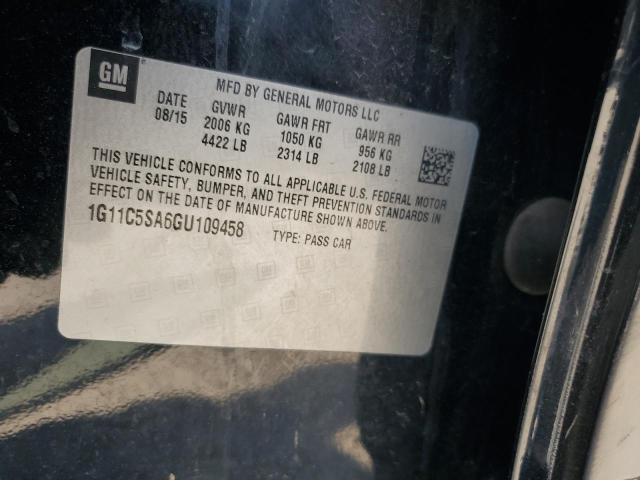 GM
MFD BY GENERAL MOTORS LLC
DATE GVWR GAWR FRT GAWR RR
08/15 2006 KG 1050 KG 956 KG
4422 LB 2314 LB 2108 LB
THIS VEHICLE CONFORMS TO ALL APPLICABLE U.S. FEDERAL MOTOR
VEHICLE SAFETY, BUMPER, AND THEFT PREVENTION STANDARDS IN
EFFECT ON THE DATE OF MANUFACTURE SHOWN ABOVE.
1G11C5SA6GU109458 TYPE: PASS CAR